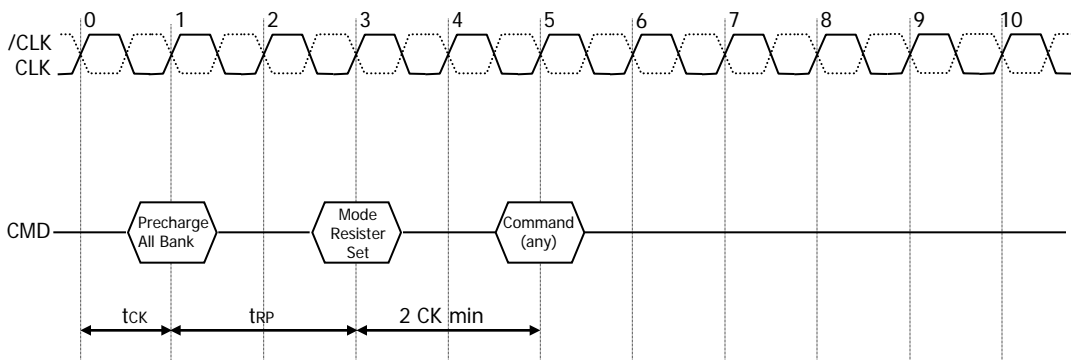 0 1 2 3 4 5 6 7 8 9 10
/CLK
CLK
CMD
Precharge
All Bank
Mode
Resister
Set
Command
(any)
tCK
tRP
2 CK min